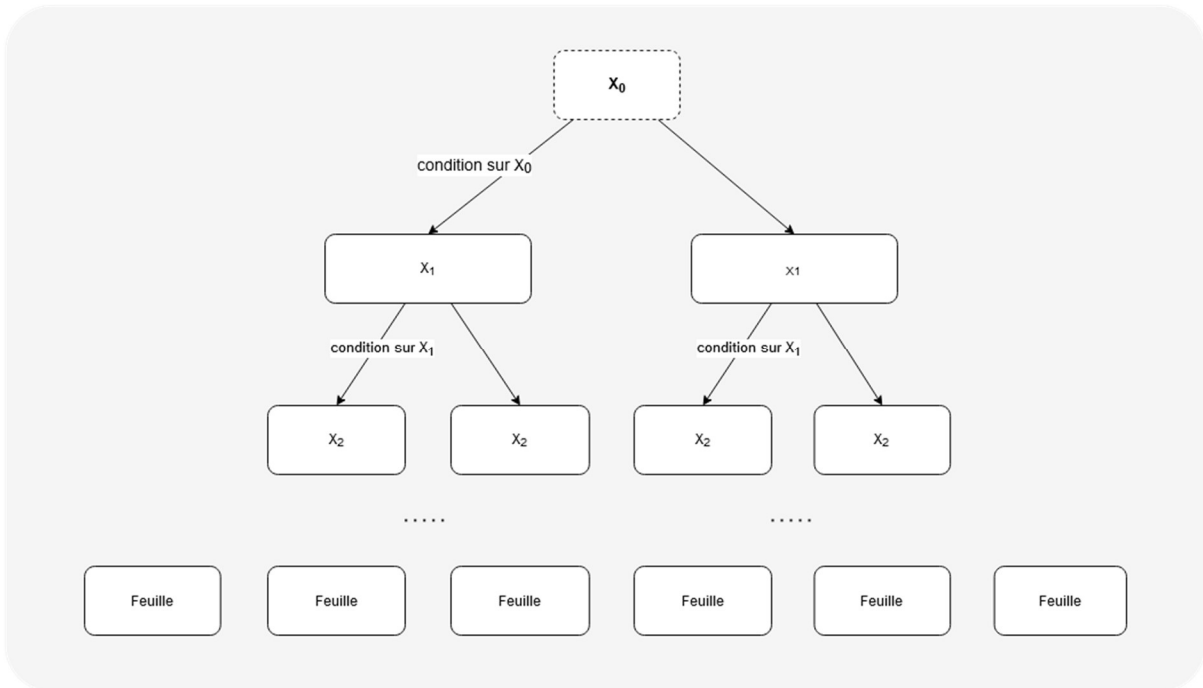 X₀
condition sur X₀
X₁
x1
condition sur X₁
condition sur X₁
X₂
X₂
X₂
X₂
.....
.....
Feuille
Feuille
Feuille
Feuille
Feuille
Feuille